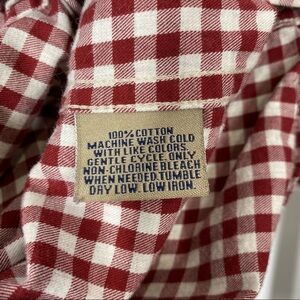 100% COTTON
MACHINE WASH COLD
WITH LIKE COLORS.
GENTLE CYCLE. ONLY
NON-CHLORINE BLEACH
WHEN NEEDED. TUMBLE
DRY LOW. LOW IRON.